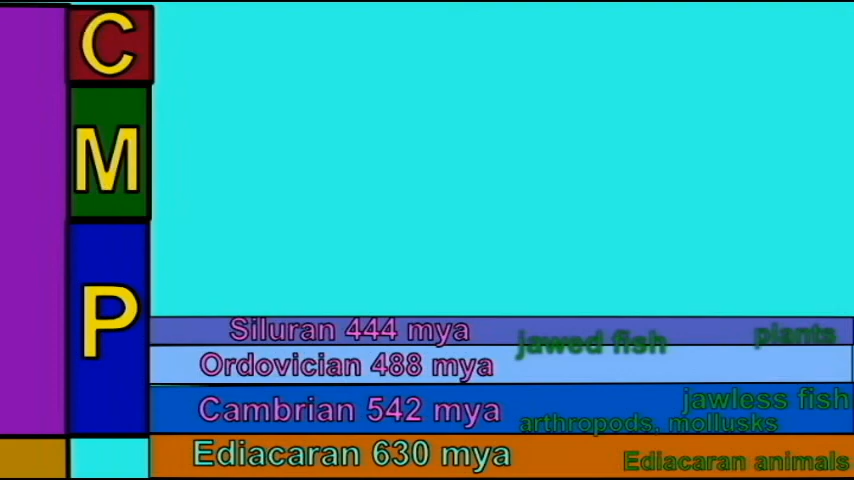 C
M
P
Siluran 444 mya
jawed fish
plants
Ordovician 488 mya
Cambrian 542 mya
jawless fish
arthropods, mollusks
Ediacaran 630 mya
Ediacaran animals